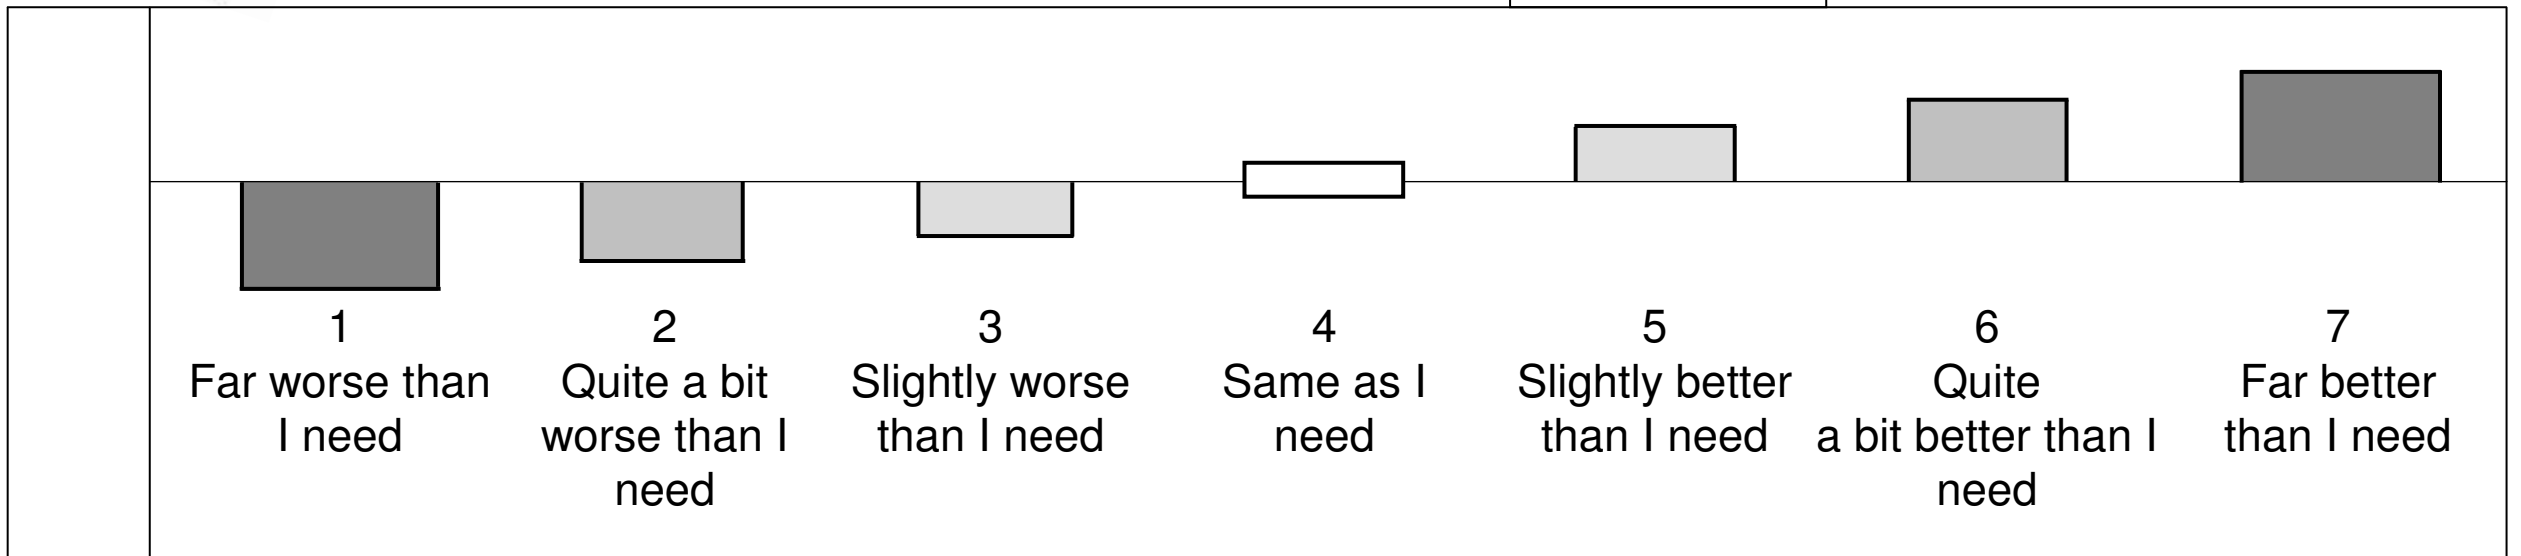 1
Far worse than
I need
2
Quite a bit
worse than I
need
3
Slightly worse
than I need
4
Same as I
need
5
Slightly better
than I need
6
Quite
a bit better than I
need
7
Far better
than I need